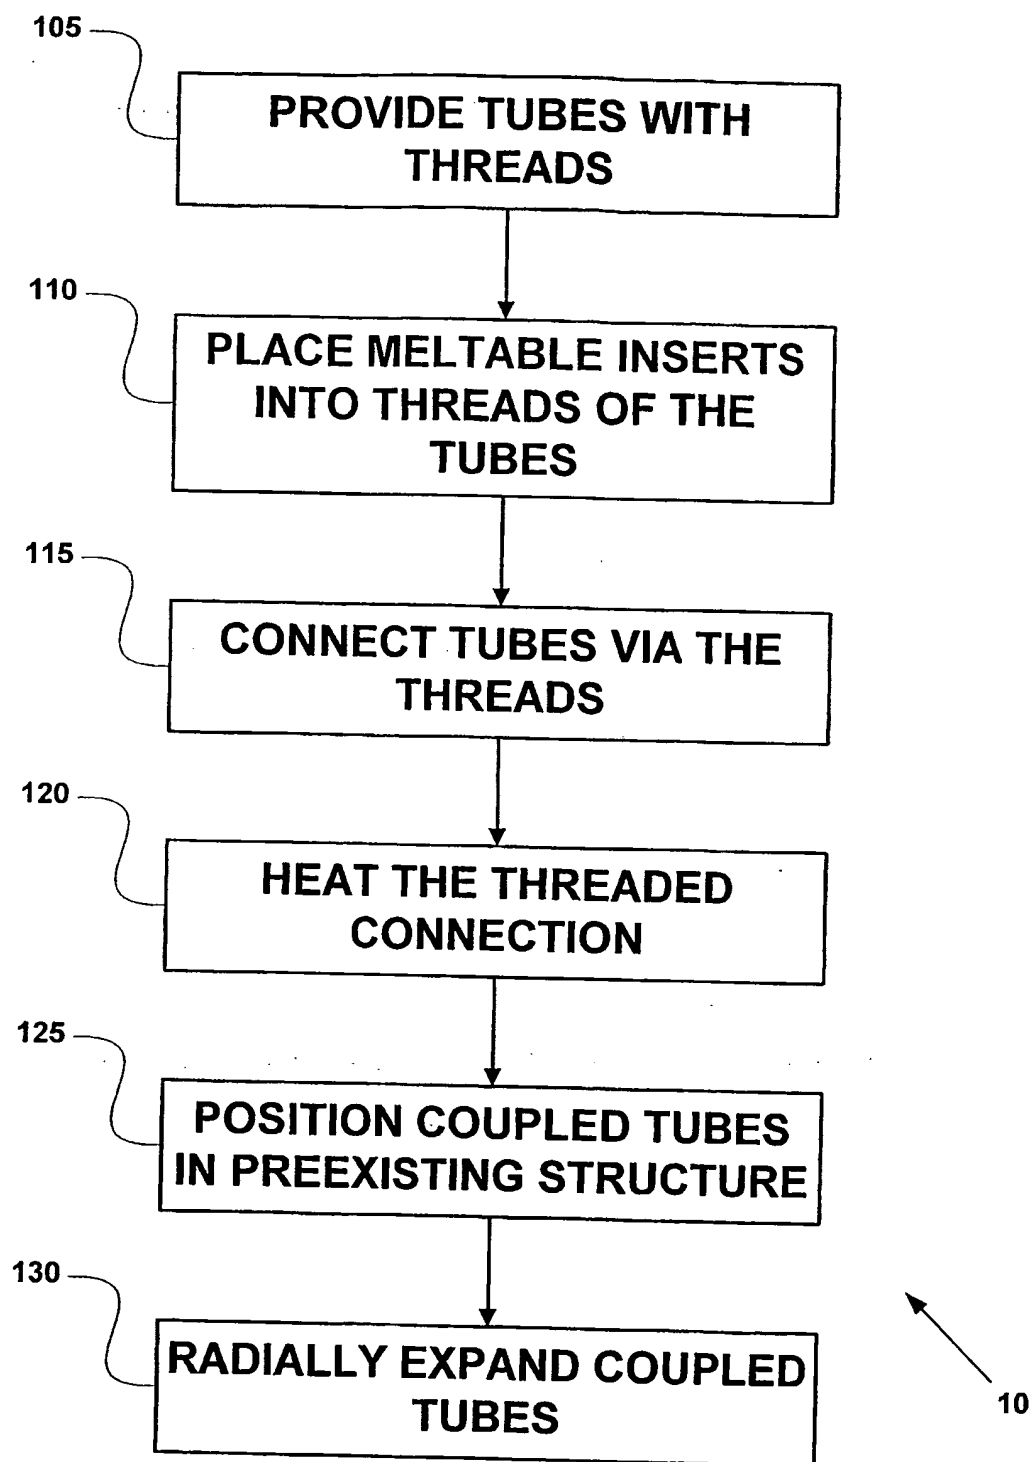 105
PROVIDE TUBES WITH
THREADS
110
PLACE MELTABLE INSERTS
INTO THREADS OF THE
TUBES
115
CONNECT TUBES VIA THE
THREADS
120
HEAT THE THREADED
CONNECTION
125
POSITION COUPLED TUBES
IN PREEXISTING STRUCTURE
130
RADIALLY EXPAND COUPLED
TUBES
10